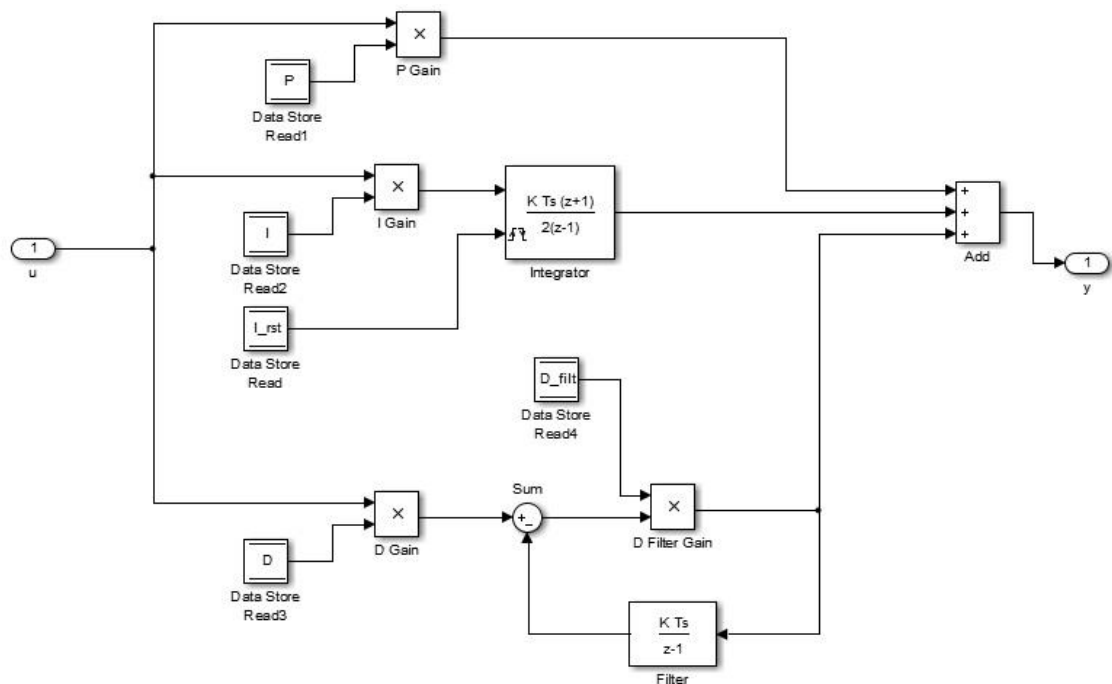 ×
P Gain
P
Data Store
Read1
×
I Gain
K Ts (z+1)
2(z-1)
Integrator
I
Data Store
Read2
+
+
+
Add
1
u
1
y
I_rst
Data Store
Read
D_filt
Data Store
Read4
Sum
×
D Gain
+
-
×
D Filter Gain
D
Data Store
Read3
K Ts
z-1
Filter